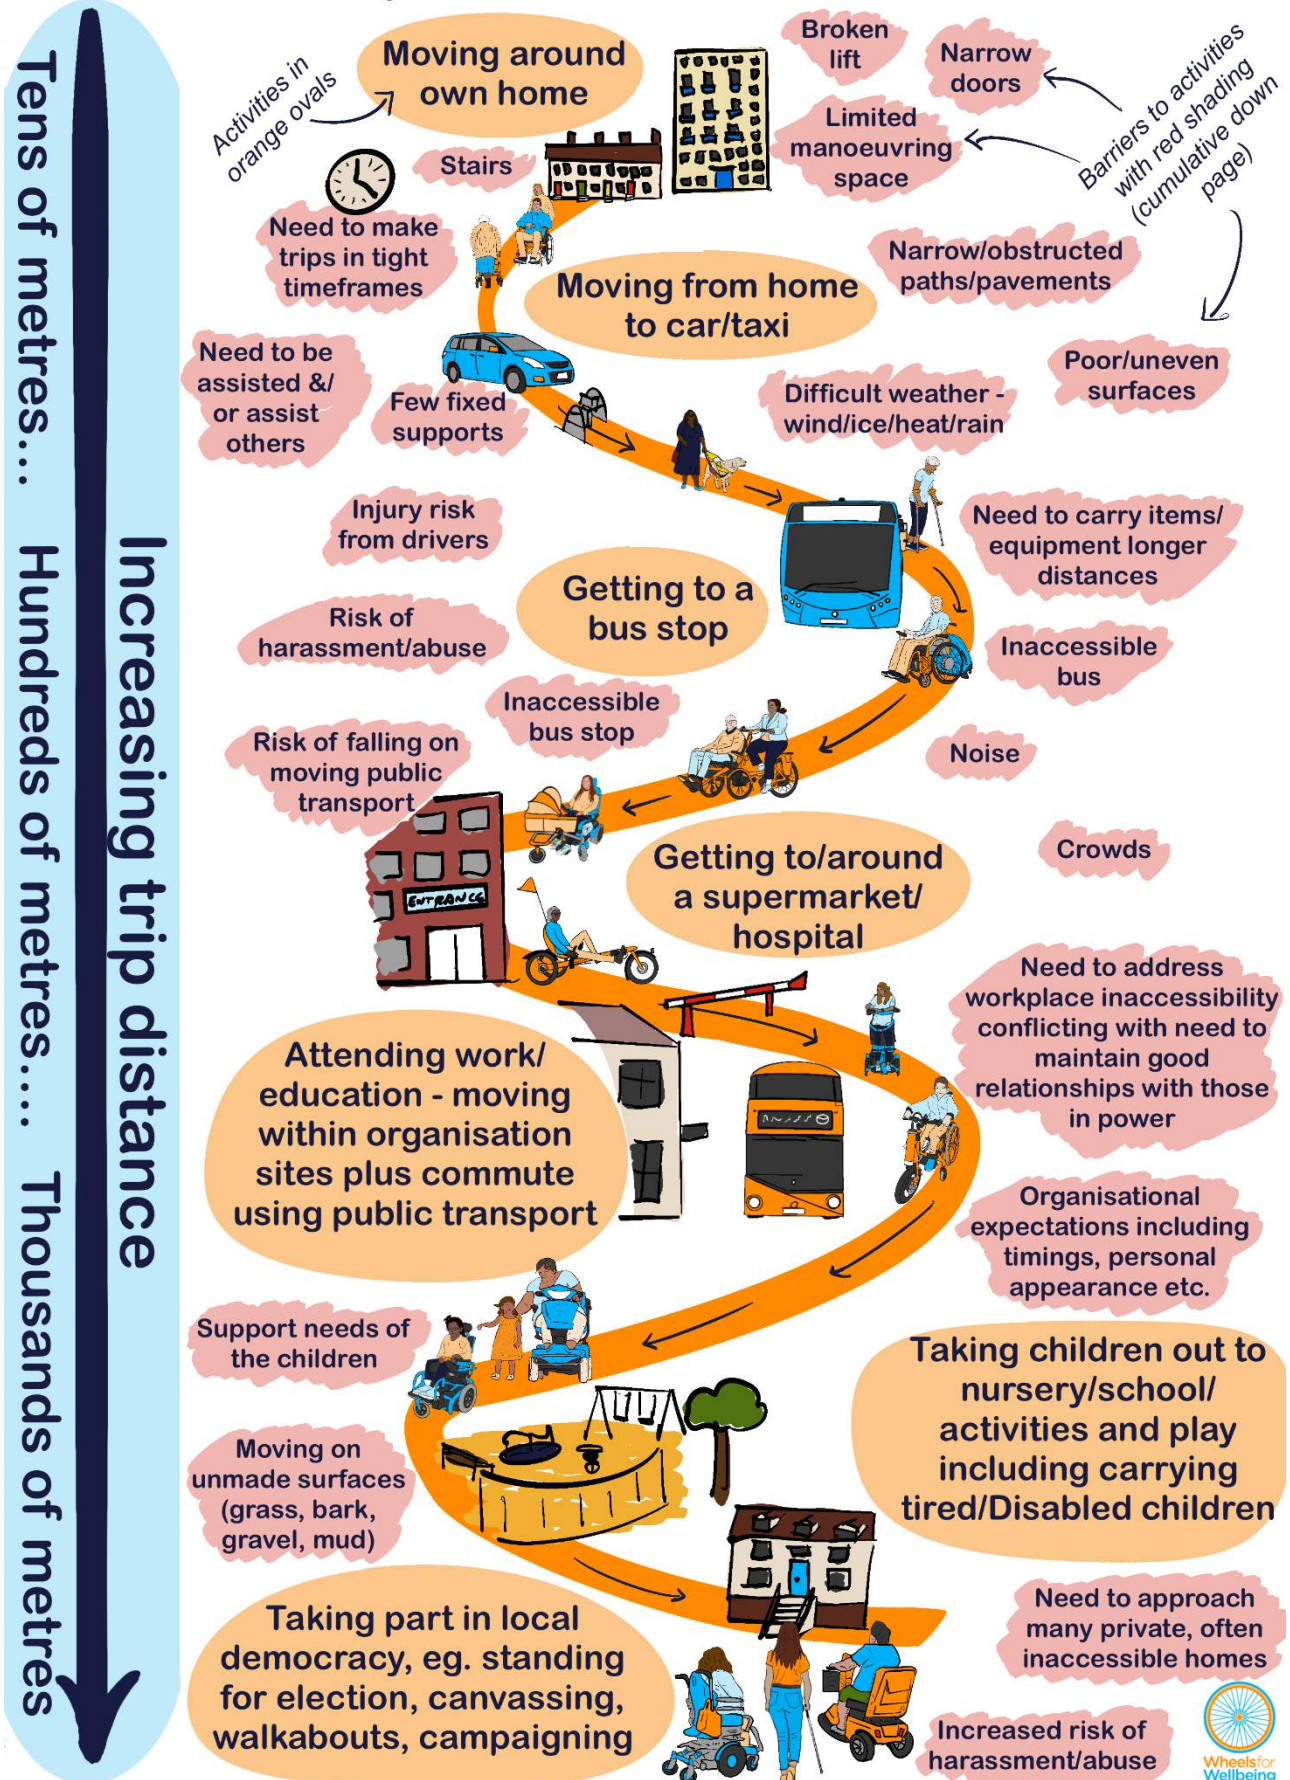 Moving around
own home
Broken
lift
Narrow
doors
Activities in
orange ovals
Limited
manoeuvring
space
Barriers to activities
with red shading
(cumulative down
page)
Stairs
Need to make
trips in tight
timeframes
Narrow/obstructed
paths/pavements
Moving from home
to car/taxi
Need to be
assisted &/
or assist
others
Few fixed
supports
Difficult weather -
wind/ice/heat/rain
Poor/uneven
surfaces
Injury risk
from drivers
Need to carry items/
equipment longer
distances
Getting to a
bus stop
Risk of
harassment/abuse
Inaccessible
bus
Inaccessible
bus stop
Risk of falling on
moving public
transport
Noise
ENTRANCE
Getting to/around
a supermarket/
hospital
Crowds
Need to address
workplace inaccessibility
conflicting with need to
maintain good
relationships with those
in power
Attending work/
education - moving
within organisation
sites plus commute
using public transport
Organisational
expectations including
timings, personal
appearance etc.
Support needs of
the children
Taking children out to
nursery/school/
activities and play
including carrying
tired/Disabled children
Moving on
unmade surfaces
(grass, bark,
gravel, mud)
Taking part in local
democracy, eg. standing
for election, canvassing,
walkabouts, campaigning
Need to approach
many private, often
inaccessible homes
Increased risk of
harassment/abuse
Wheelsfor
Wellbeing
Tens of metres... Hundreds of metres.... Thousands of metres
Increasing trip distance